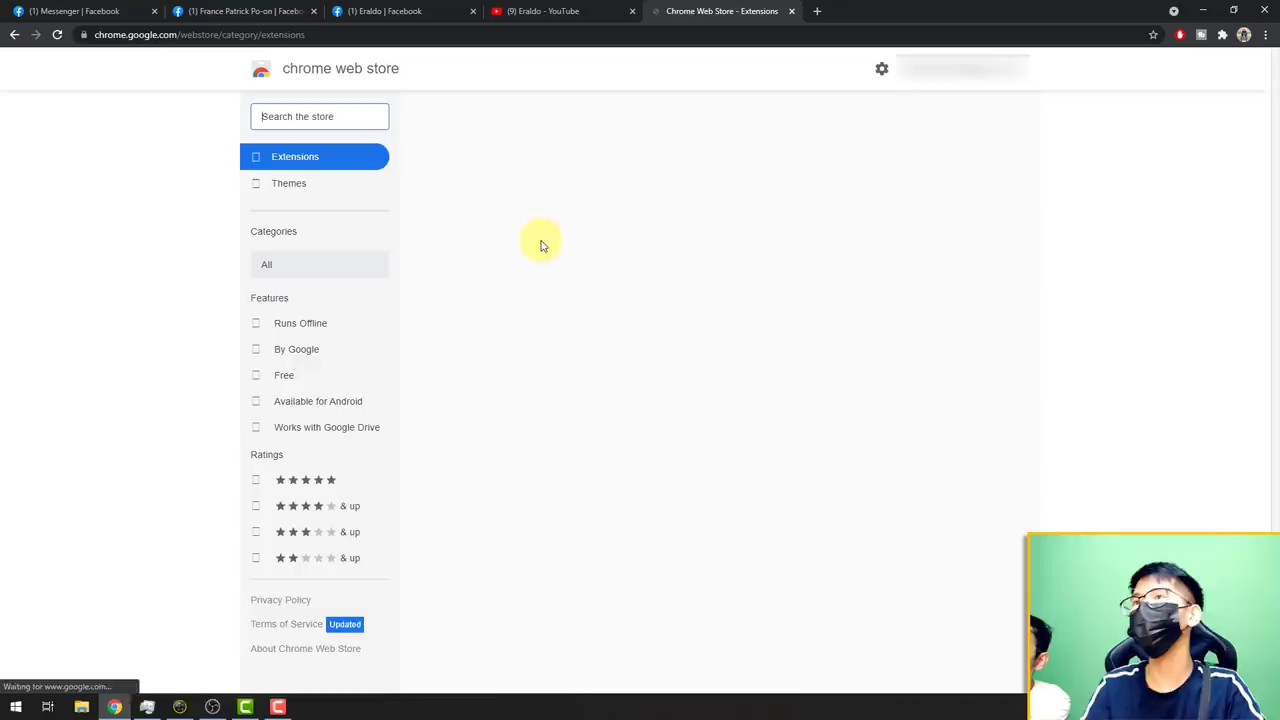 (1) Messenger | Facebook
(1) France Patrick Po-on | Facebo
(1) Eraldo | Facebook
(9) Eraldo - YouTube
Chrome Web Store - Extensions
chrome.google.com/webstore/category/extensions
chrome web store
Search the store
Extensions
Themes
Categories
All
Features
Runs Offline
By Google
Free
Available for Android
Works with Google Drive
Ratings
& up
& up
& up
Privacy Policy
Terms of Service Updated
About Chrome Web Store
Waiting for www.google.com...